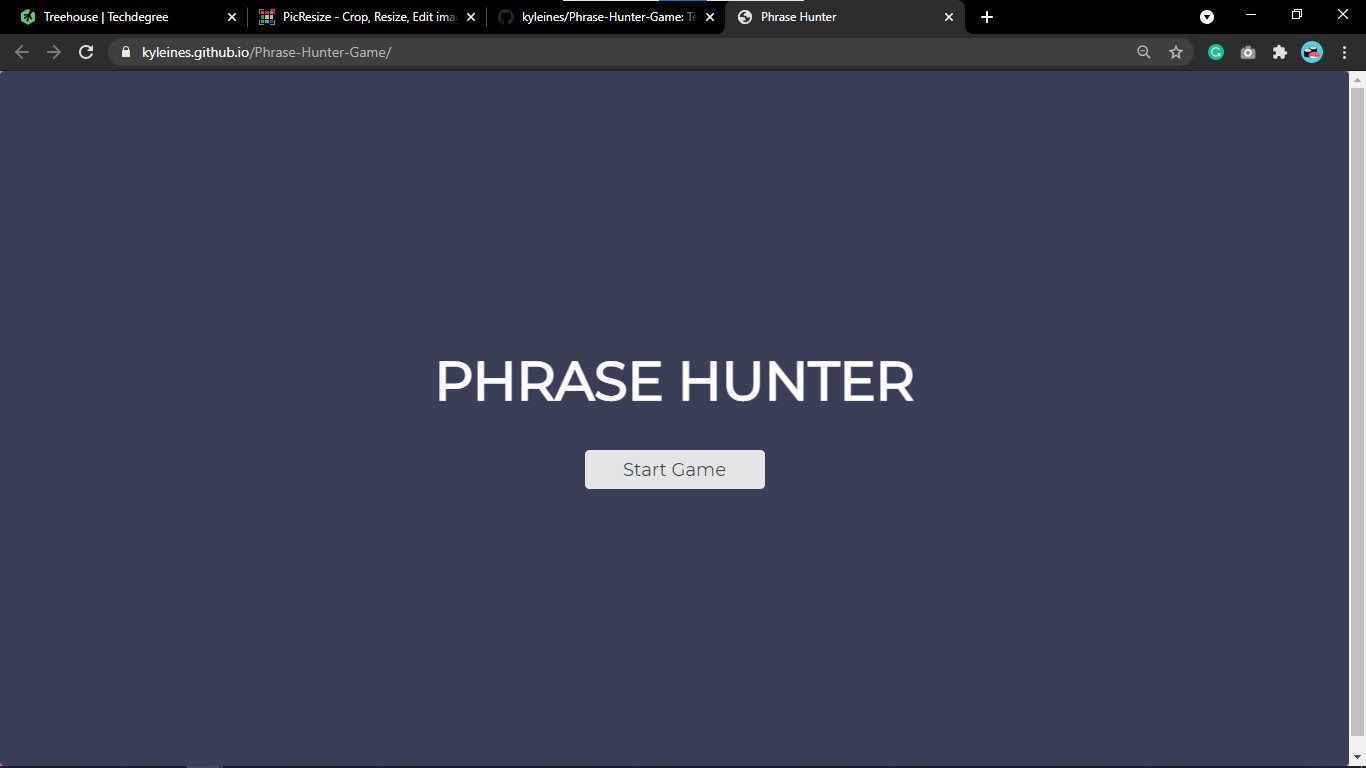 Treehouse | Techdegree
PicResize - Crop, Resize, Edit ima
kyleines/Phrase-Hunter-Game: Te
Phrase Hunter
kyleines.github.io/Phrase-Hunter-Game/
PHRASE HUNTER
Start Game